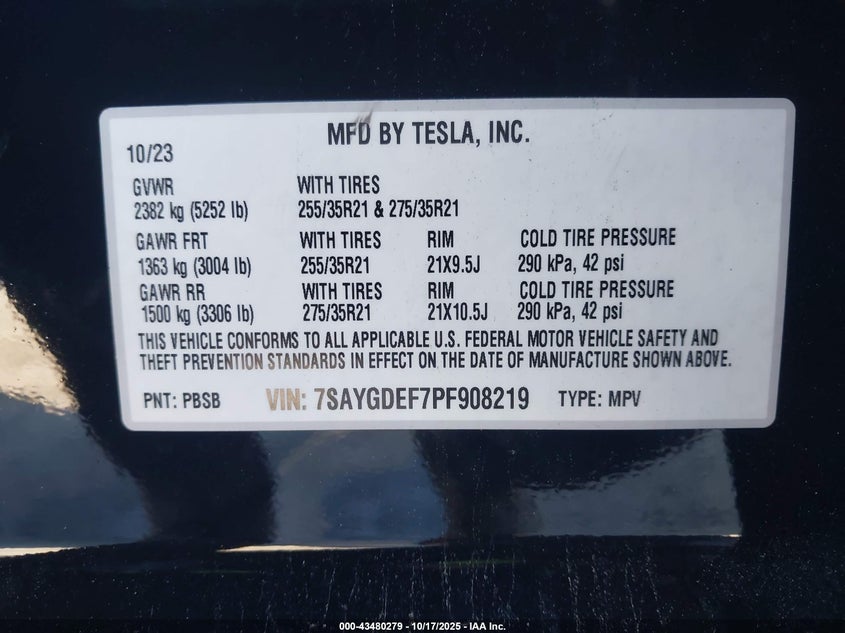 MFD BY TESLA, INC.
10/23
GVWR WITH TIRES
2382 kg (5252 lb) 255/35R21 & 275/35R21
GAWR FRT WITH TIRES RIM COLD TIRE PRESSURE
1363 kg (3004 lb) 255/35R21 21X9.5J 290 kPa, 42 psi
GAWR RR WITH TIRES RIM COLD TIRE PRESSURE
1500 kg (3306 lb) 275/35R21 21X10.5J 290 kPa, 42 psi
THIS VEHICLE CONFORMS TO ALL APPLICABLE U.S. FEDERAL MOTOR VEHICLE SAFETY AND
THEFT PREVENTION STANDARDS IN EFFECT ON THE DATE OF MANUFACTURE SHOWN ABOVE.
PNT: PBSB VIN: 7SAYGDEF7PF908219 TYPE: MPV
000-43480279 - 10/17/2025 - IAA Inc.